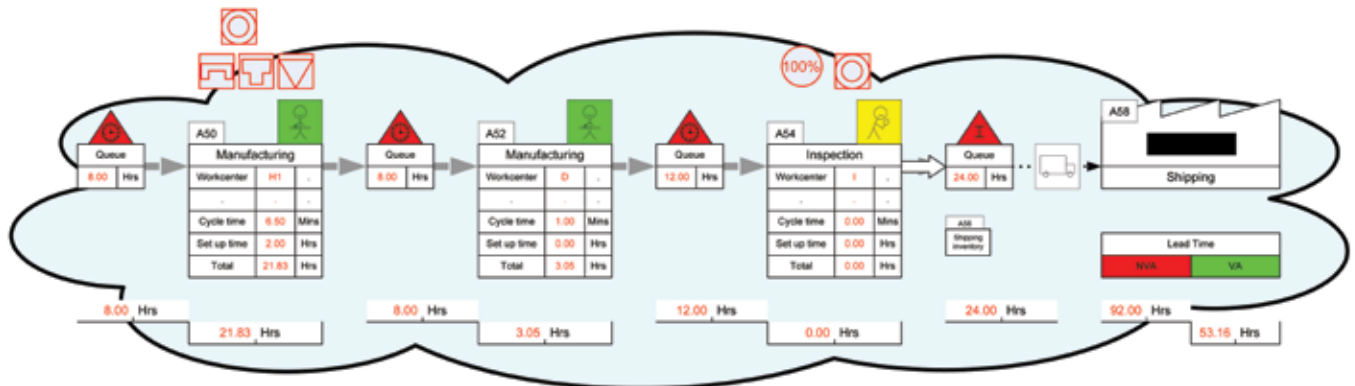 100%
A50
A52
A54
A58
Queue
8.00 Hrs
Manufacturing
Workcenter H1 .
. . .
Cycle time 6.50 Mins
Set up time 2.00 Hrs
Total 21.83 Hrs
Queue
8.00 Hrs
Manufacturing
Workcenter D .
. . .
Cycle time 1.00 Mins
Set up time 0.00 Hrs
Total 3.05 Hrs
Queue
12.00 Hrs
Inspection
Workcenter I .
. . .
Cycle time 0.00 Mins
Set up time 0.00 Hrs
Total 0.00 Hrs
I
Queue
24.00 Hrs
A56
Shipping
inventory
Shipping
Lead Time
NVA VA
8.00 Hrs
21.83 Hrs
8.00 Hrs
3.05 Hrs
12.00 Hrs
0.00 Hrs
24.00 Hrs
92.00 Hrs
53.16 Hrs